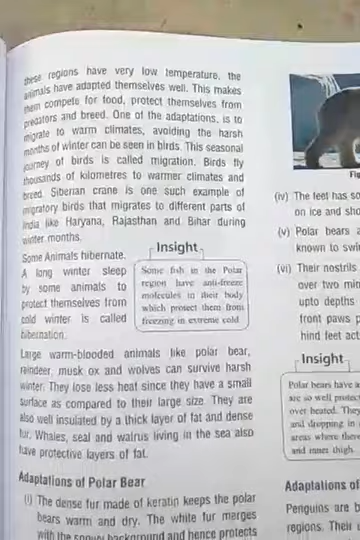 these regions have very low temperature, the
animals have adapted themselves well. This makes
them compete for food, protect themselves from
predators and breed. One of the adaptations, is to
migrate to warm climates, avoiding the harsh
months of winter can be seen in birds. This seasonal
journey of birds is called migration. Birds fly
thousands of kilometres to warmer climates and
breed. Siberian crane is one such example of
migratory birds that migrates to different parts of
India like Haryana, Rajasthan and Bihar during
winter months.
Some Animals hibernate.
A long winter sleep
by some animals to
protect themselves from
cold winter is called
hibernation.
Insight
Some fish in the Polar
region have anti-freeze
molecules in their body
which protect them from
freezing in extreme cold.
Large warm-blooded animals like polar bear,
reindeer, musk ox and wolves can survive harsh
winter. They lose less heat since they have a small
surface as compared to their large size. They are
also well insulated by a thick layer of fat and dense
fur. Whales, seal and walrus living in the sea also
have protective layers of fat.
Adaptations of Polar Bear
(i) The dense fur made of keratin keeps the polar
bears warm and dry. The white fur merges
with the snowy background and hence protects
(iv) The feet has
on ice and
(v) Polar bears
known to
(vi) Their nostrils
over two
upto depths
front paws
hind feet
Insight
Polar bears have
are so well
over heated. They
and dropping in
areas where
and inner thigh.
Adaptations of
Penguins are
regions. Their